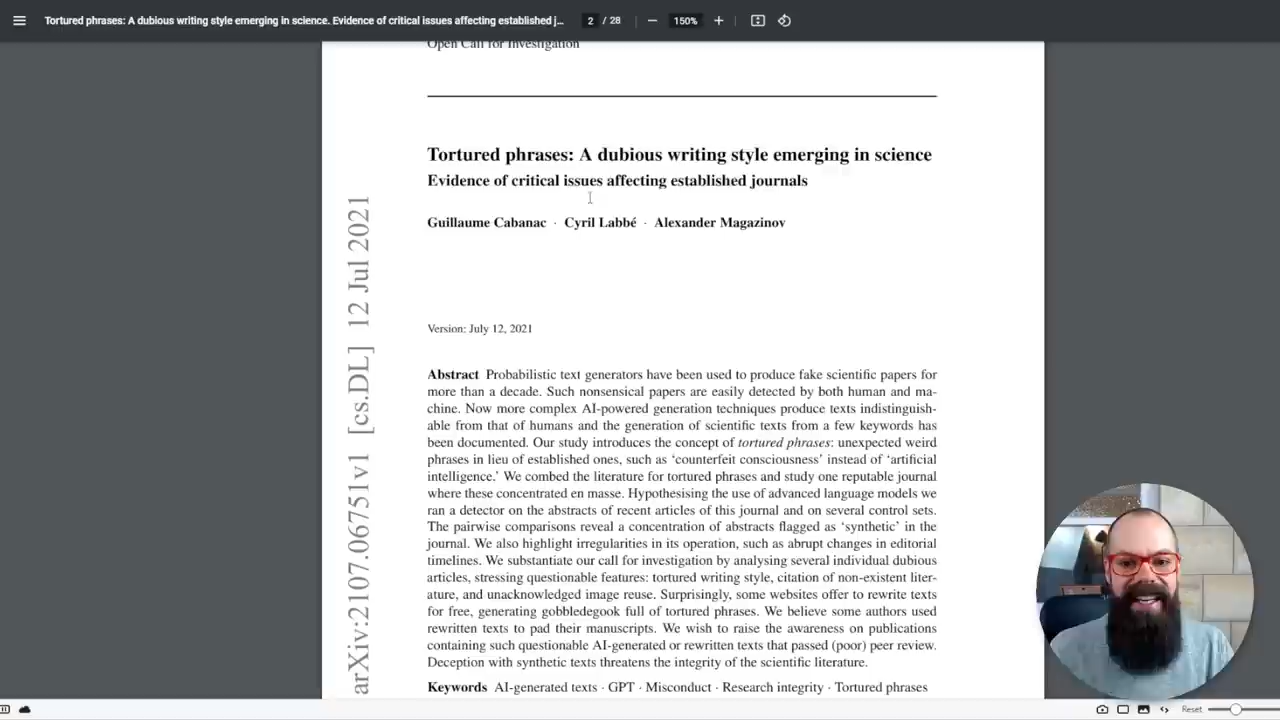 Tortured phrases: A dubious writing style emerging in science. Evidence of critical issues affecting established j...
2 / 28
150%
Open Call for Investigation
Tortured phrases: A dubious writing style emerging in science
Evidence of critical issues affecting established journals
Guillaume Cabanac · Cyril Labbé · Alexander Magazinov
Version: July 12, 2021
Abstract Probabilistic text generators have been used to produce fake scientific papers for
more than a decade. Such nonsensical papers are easily detected by both human and ma-
chine. Now more complex AI-powered generation techniques produce texts indistinguish-
able from that of humans and the generation of scientific texts from a few keywords has
been documented. Our study introduces the concept of tortured phrases: unexpected weird
phrases in lieu of established ones, such as ‘counterfeit consciousness’ instead of ‘artificial
intelligence.’ We combed the literature for tortured phrases and study one reputable journal
where these concentrated en masse. Hypothesising the use of advanced language models we
ran a detector on the abstracts of recent articles of this journal and on several control sets.
The pairwise comparisons reveal a concentration of abstracts flagged as ‘synthetic’ in the
journal. We also highlight irregularities in its operation, such as abrupt changes in editorial
timelines. We substantiate our call for investigation by analysing several individual dubious
articles, stressing questionable features: tortured writing style, citation of non-existent liter-
ature, and unacknowledged image reuse. Surprisingly, some websites offer to rewrite texts
for free, generating gobbledegook full of tortured phrases. We believe some authors used
rewritten texts to pad their manuscripts. We wish to raise the awareness on publications
containing such questionable AI-generated or rewritten texts that passed (poor) peer review.
Deception with synthetic texts threatens the integrity of the scientific literature.
Keywords AI-generated texts · GPT · Misconduct · Research integrity · Tortured phrases
arXiv:2107.06751v1 [cs.DL] 12 Jul 2021
Reset